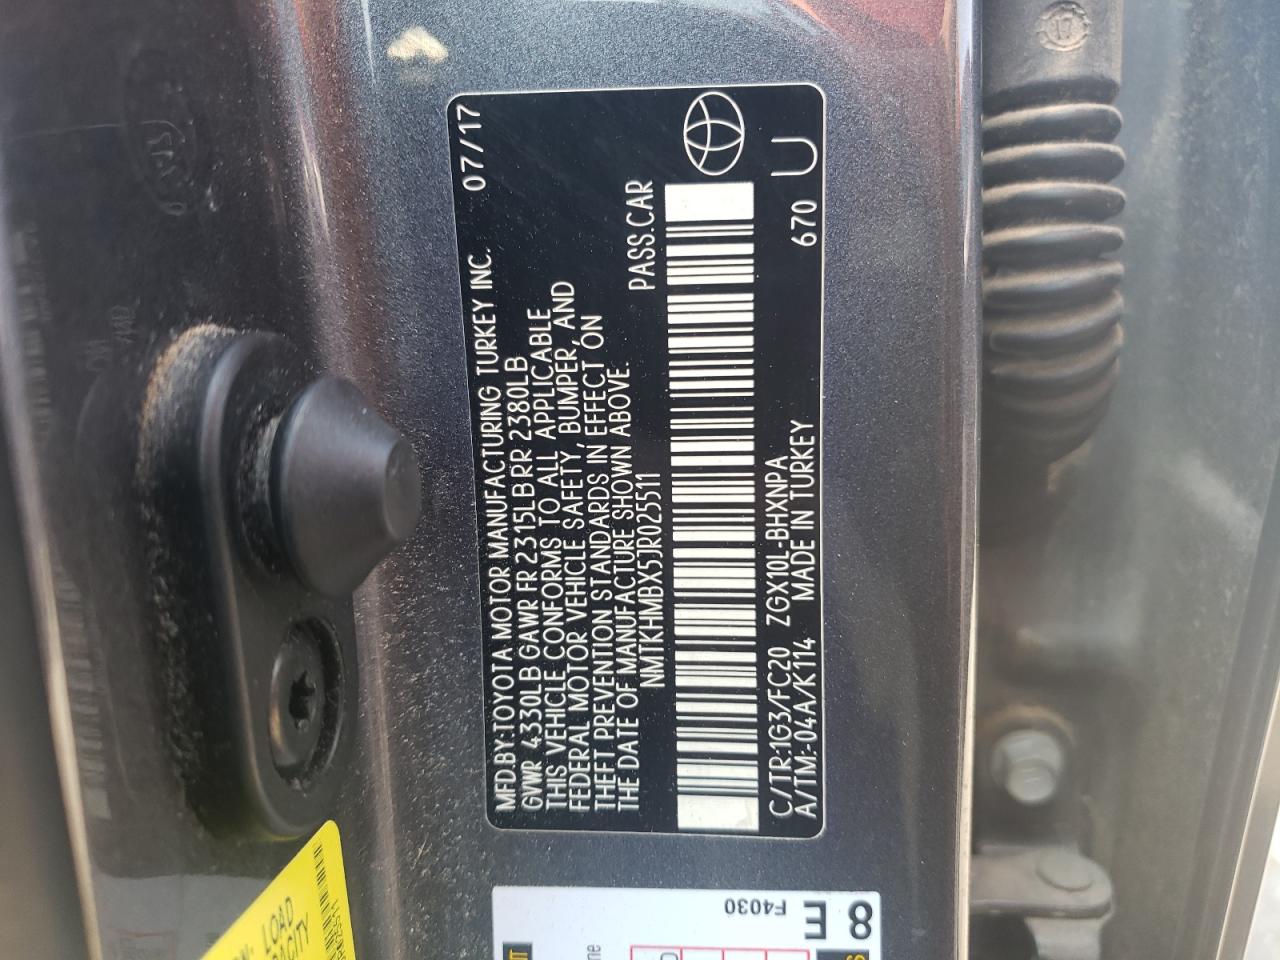 MFD.BY:TOYOTA MOTOR MANUFACTURING TURKEY INC. 07/17
GVWR 4330LB GAWR FR 2315LB RR 2380LB
THIS VEHICLE CONFORMS TO ALL APPLICABLE
FEDERAL MOTOR VEHICLE SAFETY, BUMPER, AND
THEFT PREVENTION STANDARDS IN EFFECT ON
THE DATE OF MANUFACTURE SHOWN ABOVE.
NMTKHMBX5JR025511 PASS.CAR
C/TR:1G3/FC20 ZGX10L-BHXNPA
A/TM:-04A/K114 MADE IN TURKEY 670 U
LOAD
8E
F4030
17